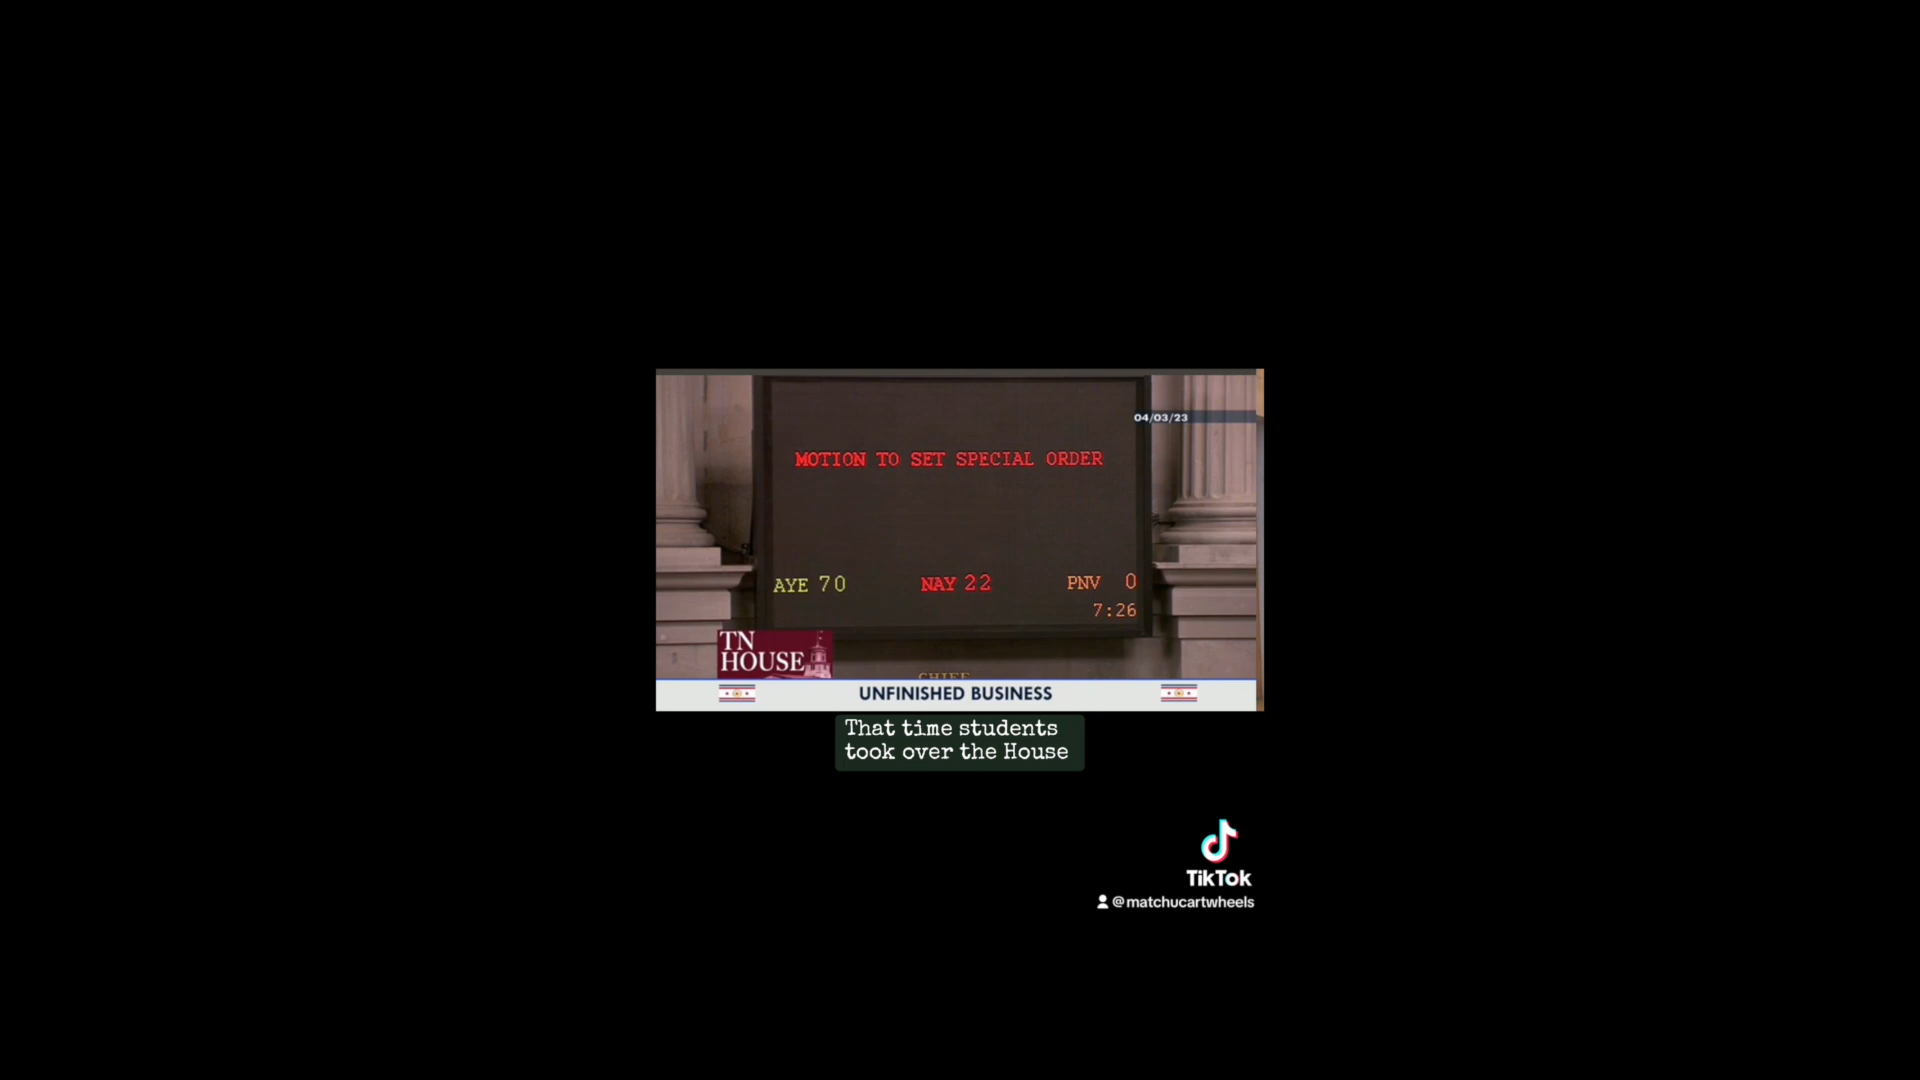 04/03/23
MOTION TO SET SPECIAL ORDER
AYE 70 NAY 22 PNV 0
7:26
TN
HOUSE
CHIEF
UNFINISHED BUSINESS
That time students
took over the House
TikTok
@matchucartwheels